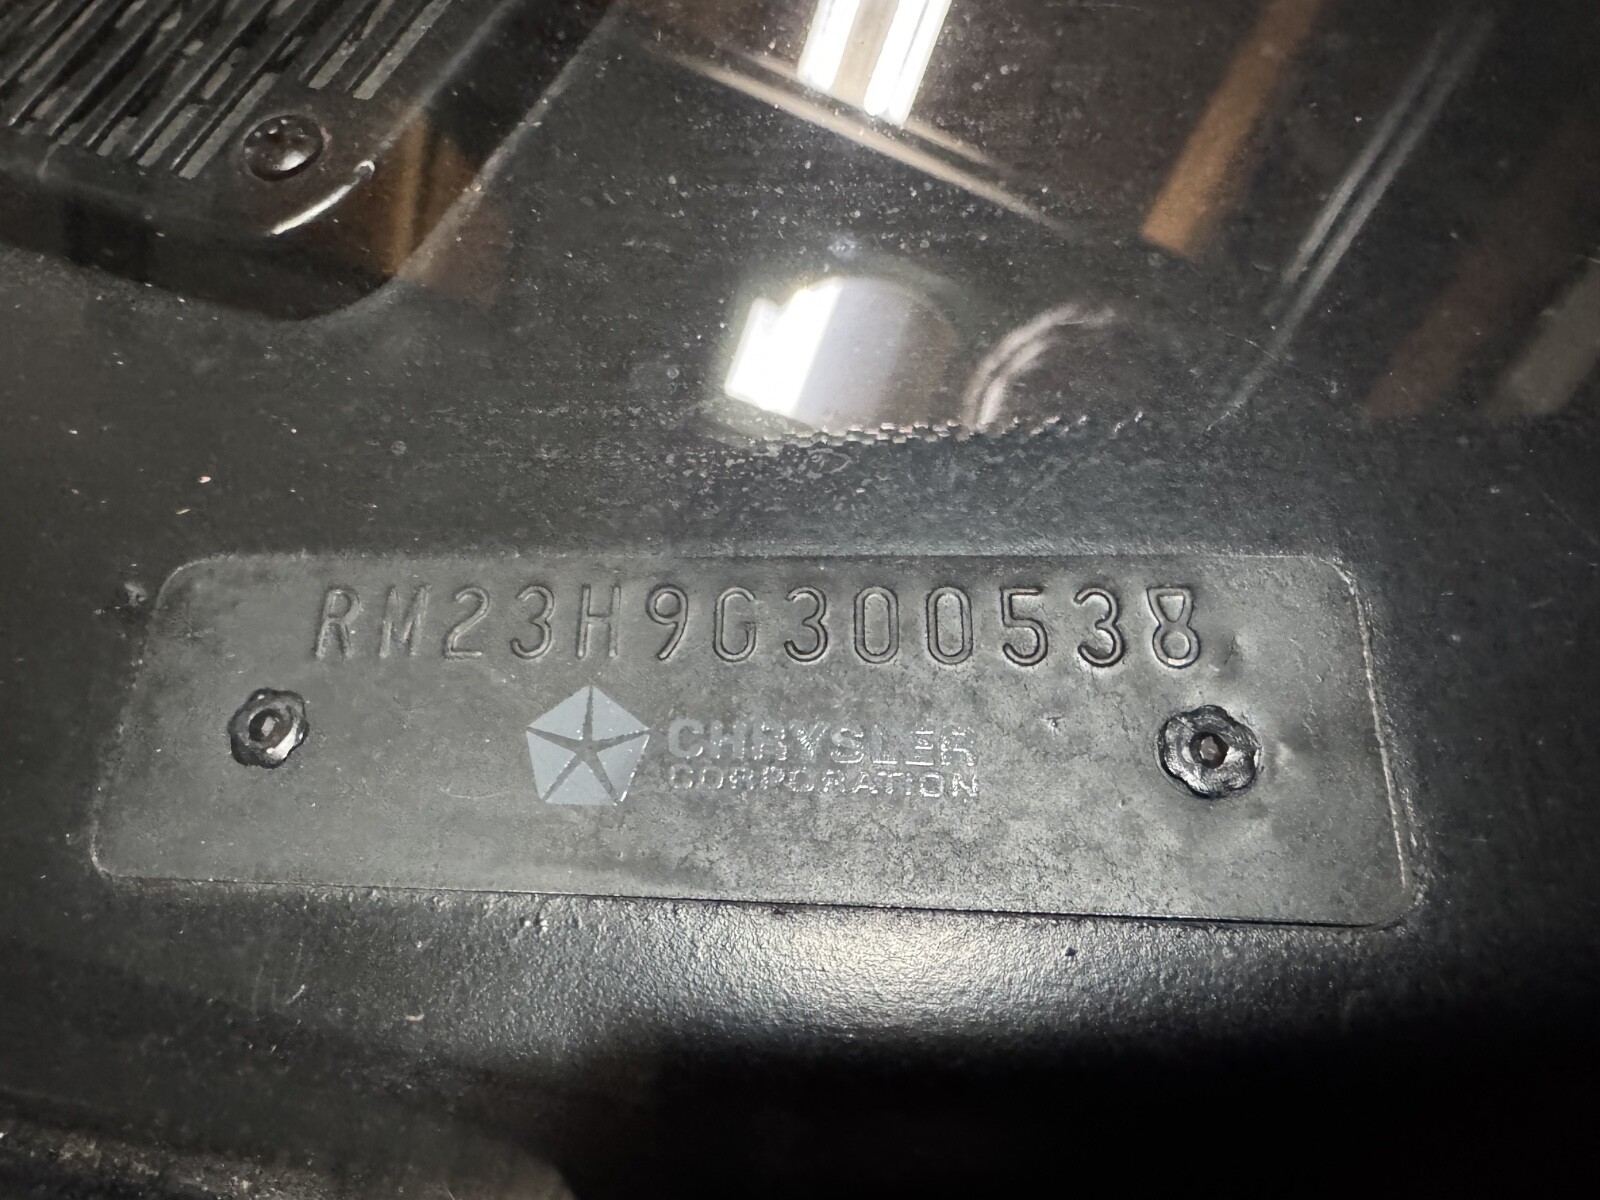 RM23H9G300538
CHRYSLER
CORPORATION